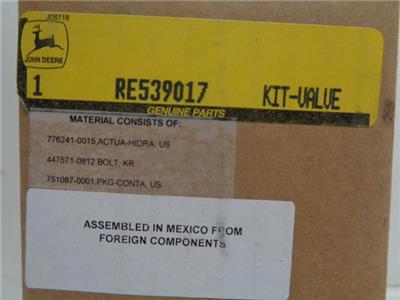 JD5118
JOHN DEERE
1 RE539017 KIT-VALVE
GENUINE PARTS
MATERIAL CONSISTS OF:
776241-0015,ACTUA-HIDRA, US
447571-0812 BOLT, KR
751087-0001,PKG-CONTA, US
ASSEMBLED IN MEXICO FROM
FOREIGN COMPONENTS